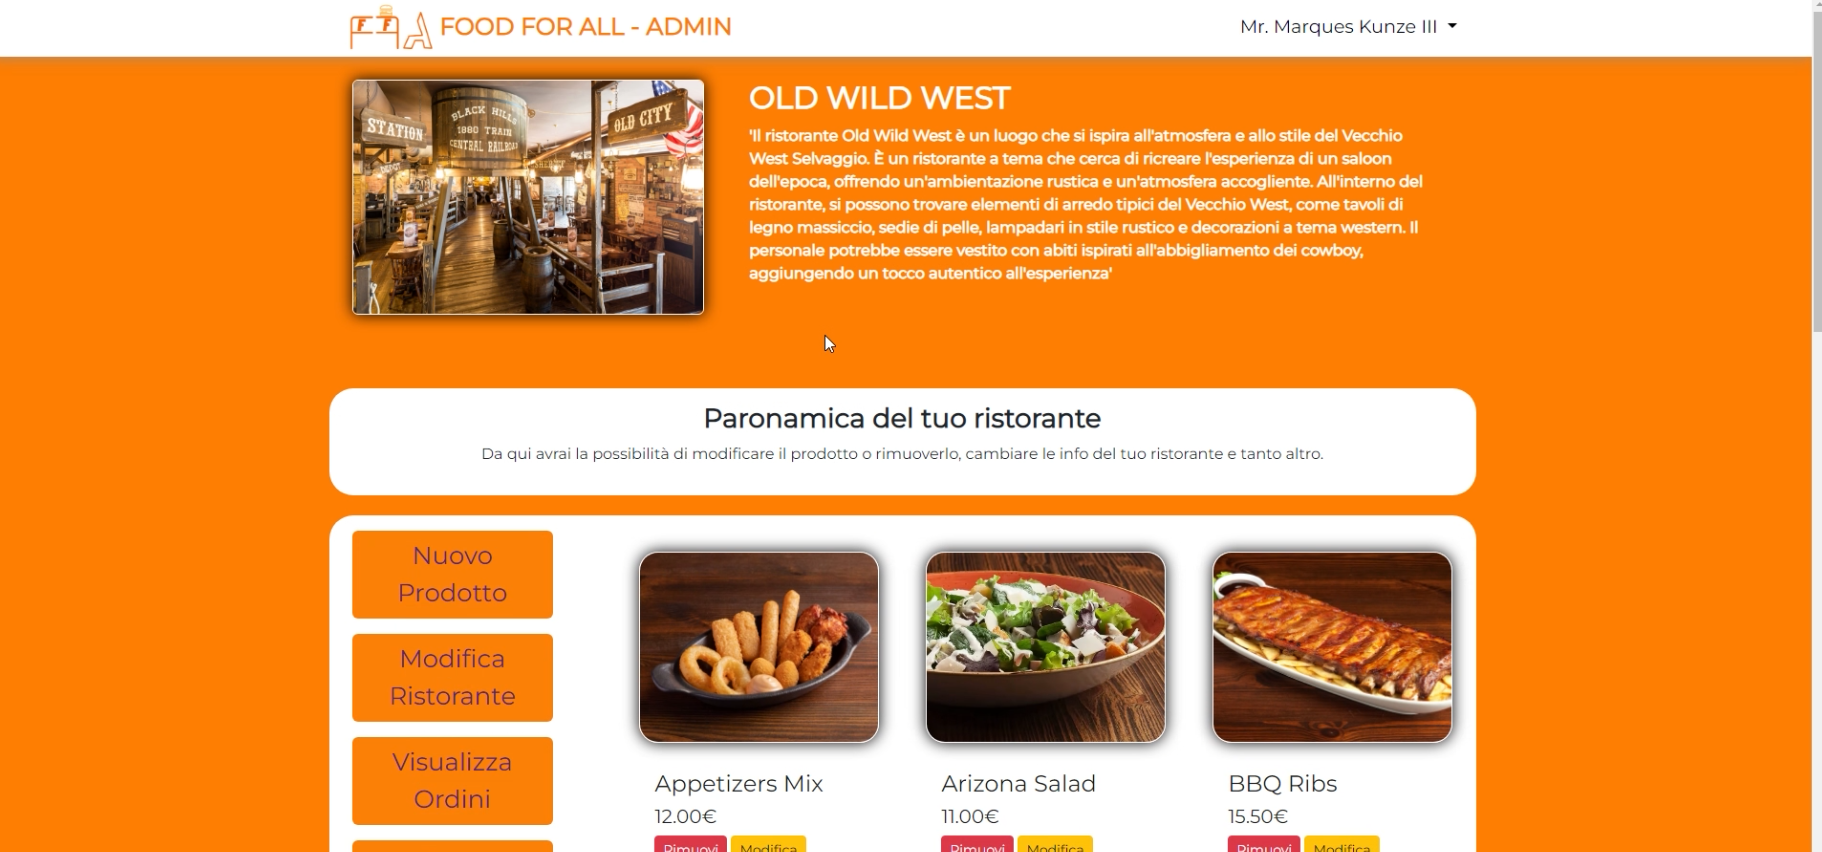 FFA FOOD FOR ALL - ADMIN
Mr. Marques Kunze III
STATION
BLACK HILLS
1880 TRAIN
CENTRAL RAILROAD
OLD CITY
OLD WILD WEST
'Il ristorante Old Wild West è un luogo che si ispira all'atmosfera e allo stile del Vecchio
West Selvaggio. È un ristorante a tema che cerca di ricreare l'esperienza di un saloon
dell'epoca, offrendo un'ambientazione rustica e un'atmosfera accogliente. All'interno del
ristorante, si possono trovare elementi di arredo tipici del Vecchio West, come tavoli di
legno massiccio, sedie di pelle, lampadari in stile rustico e decorazioni a tema western. Il
personale potrebbe essere vestito con abiti ispirati all'abbigliamento dei cowboy,
aggiungendo un tocco autentico all'esperienza'
Paronamica del tuo ristorante
Da qui avrai la possibilità di modificare il prodotto o rimuoverlo, cambiare le info del tuo ristorante e tanto altro.
Nuovo
Prodotto
Modifica
Ristorante
Visualizza
Ordini
Appetizers Mix
12.00€
Rimuovi Modifica
Arizona Salad
11.00€
Rimuovi Modifica
BBQ Ribs
15.50€
Rimuovi Modifica